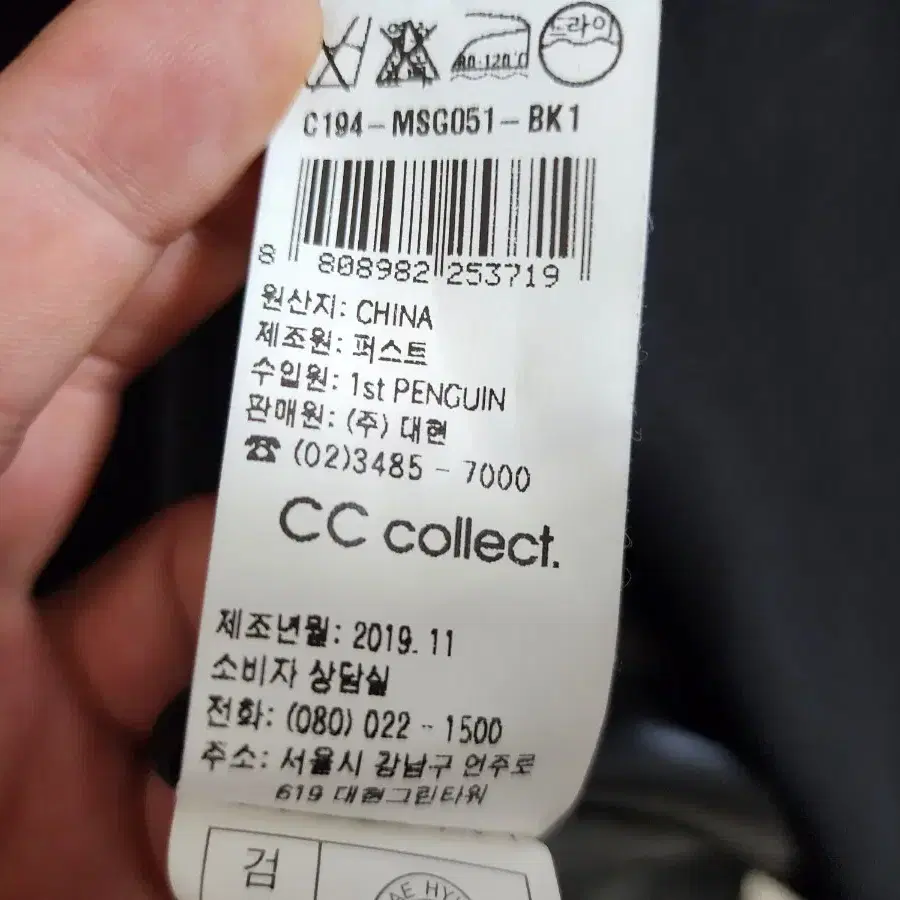 드라이
80-120℃
C194-MSG051-BK1
8 808982 253719
원산지: CHINA
제조원: 퍼스트
수입원: 1st PENGUIN
판매원: (주) 대현
☎ (02)3485-7000
CC collect.
제조년월: 2019. 11
소비자 상담실
전화: (080) 022-1500
주소: 서울시 강남구 언주로
619 대현그린타워
검